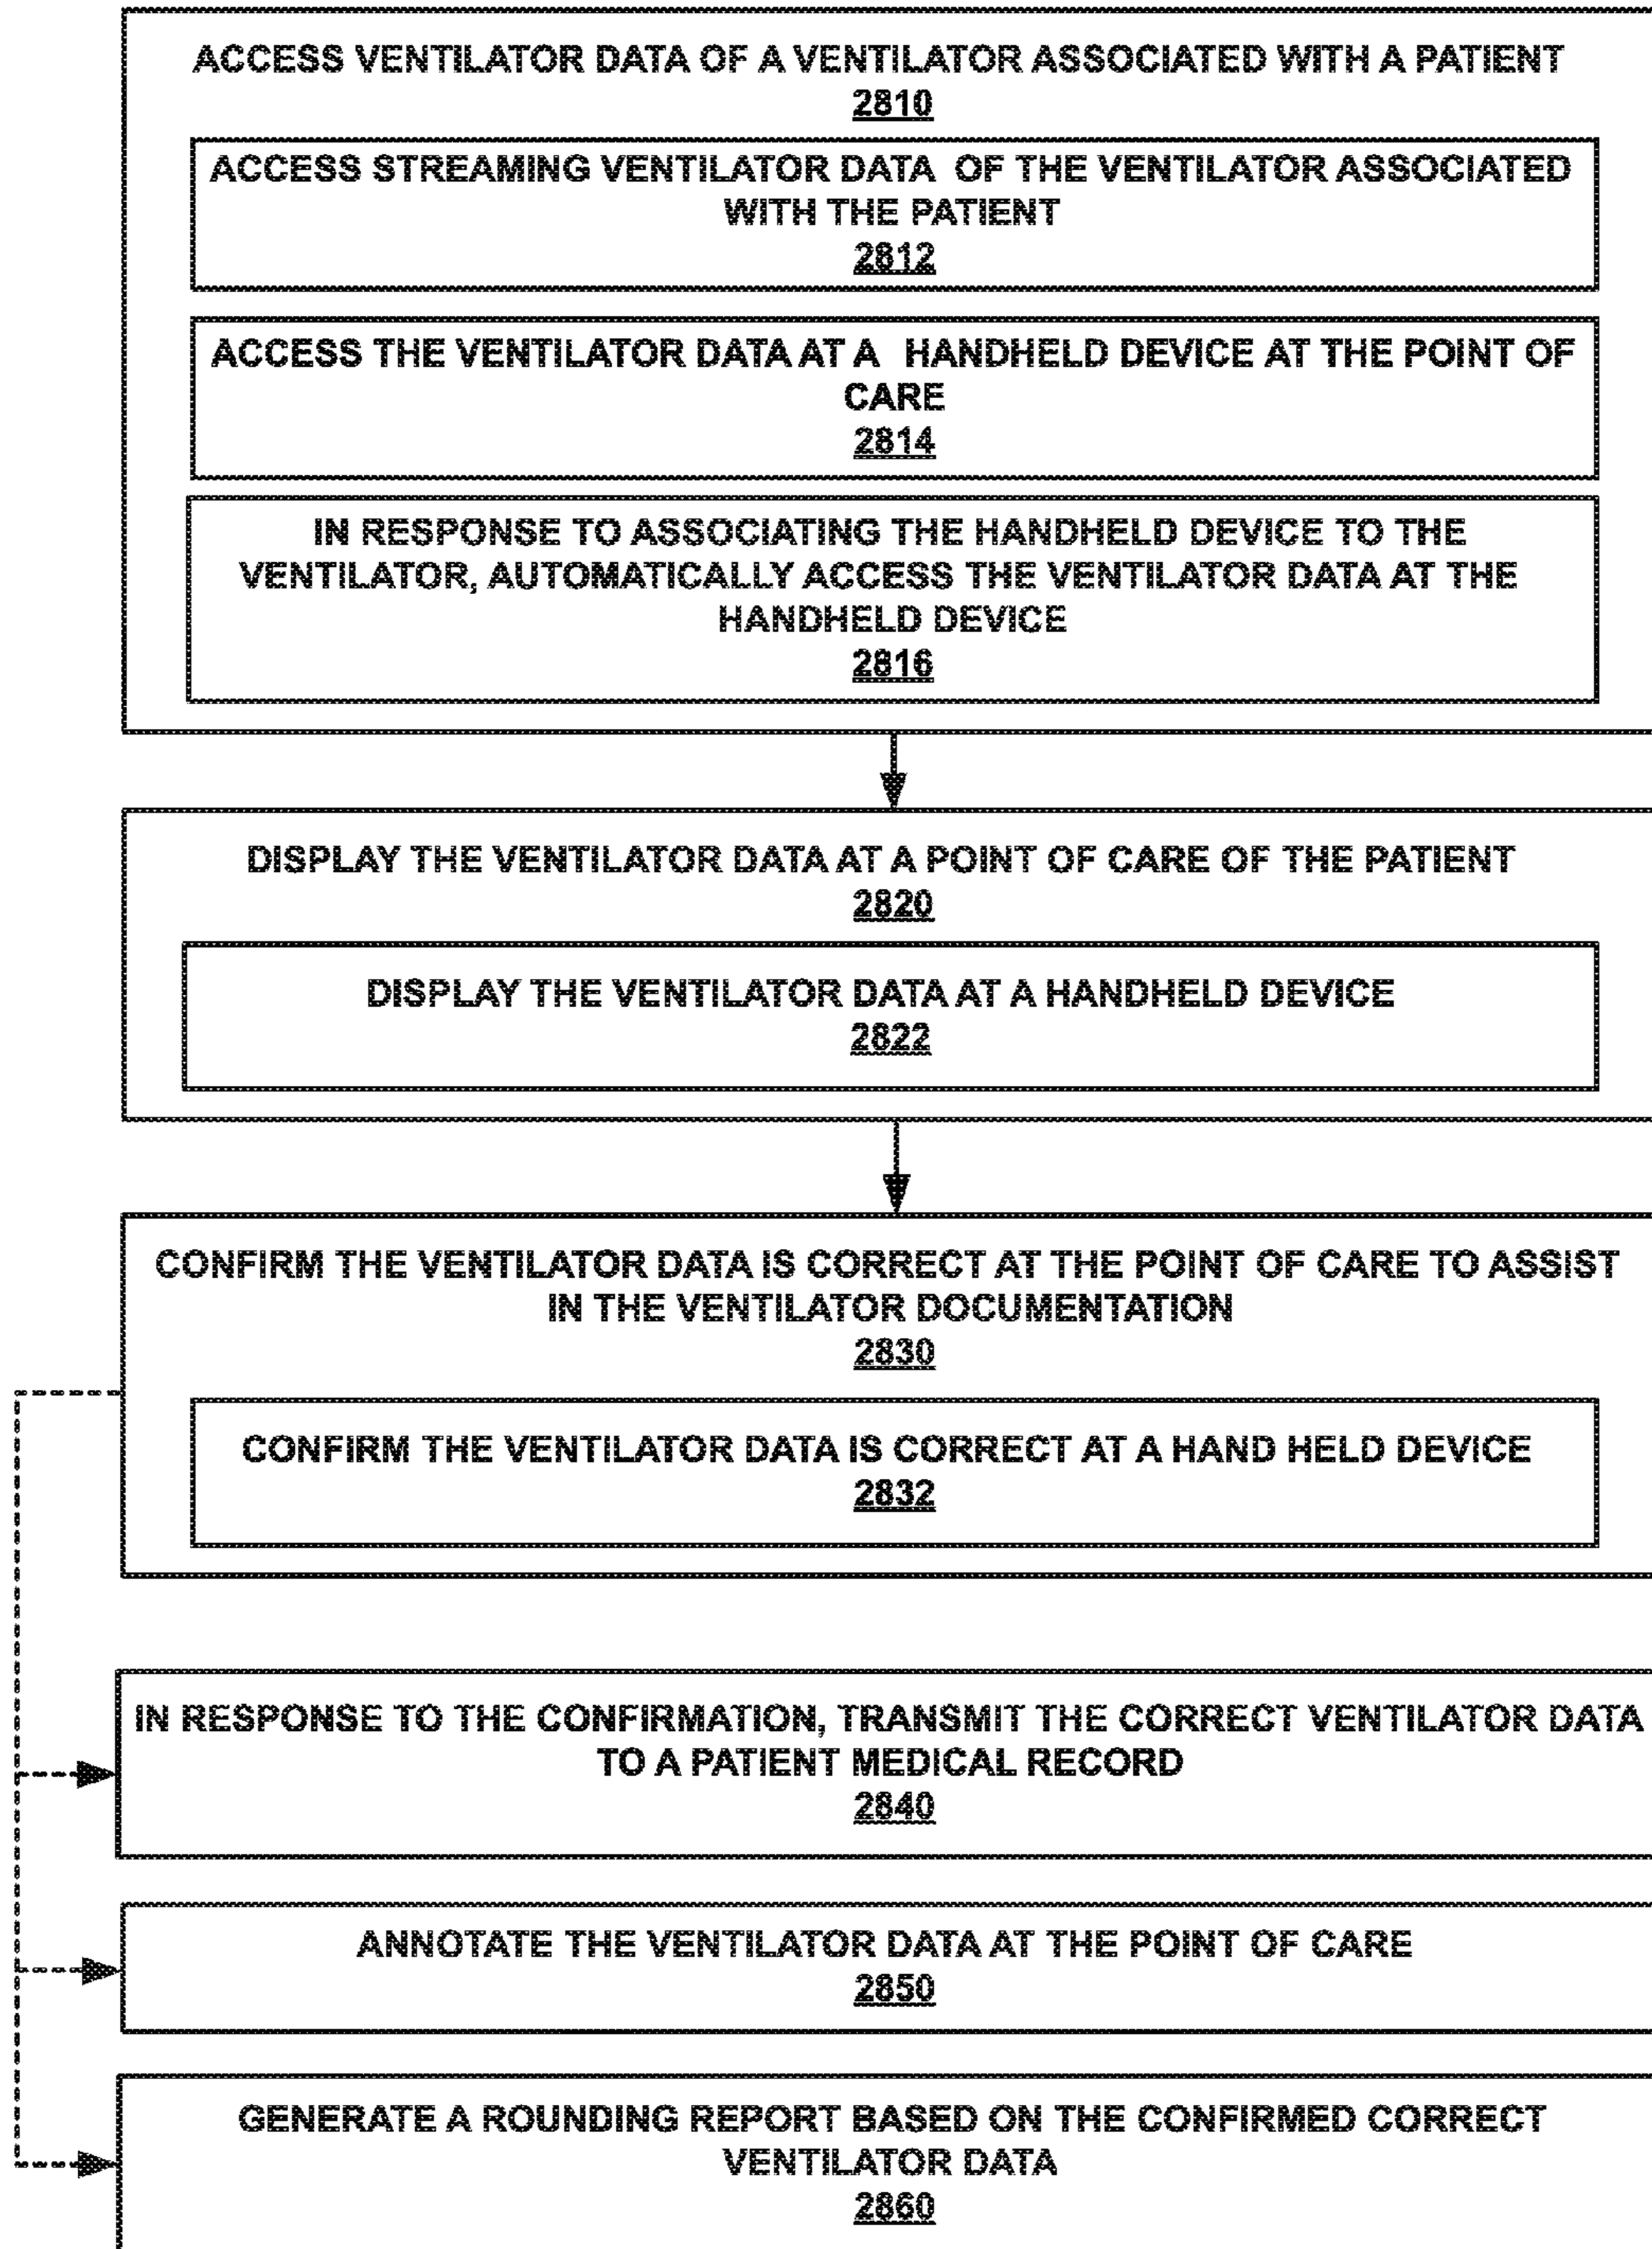 ACCESS VENTILATOR DATA OF A VENTILATOR ASSOCIATED WITH A PATIENT
2810
ACCESS STREAMING VENTILATOR DATA OF THE VENTILATOR ASSOCIATED
WITH THE PATIENT
2812
ACCESS THE VENTILATOR DATA AT A HANDHELD DEVICE AT THE POINT OF
CARE
2814
IN RESPONSE TO ASSOCIATING THE HANDHELD DEVICE TO THE
VENTILATOR, AUTOMATICALLY ACCESS THE VENTILATOR DATA AT THE
HANDHELD DEVICE
2816
DISPLAY THE VENTILATOR DATA AT A POINT OF CARE OF THE PATIENT
2820
DISPLAY THE VENTILATOR DATA AT A HANDHELD DEVICE
2822
CONFIRM THE VENTILATOR DATA IS CORRECT AT THE POINT OF CARE TO ASSIST
IN THE VENTILATOR DOCUMENTATION
2830
CONFIRM THE VENTILATOR DATA IS CORRECT AT A HAND HELD DEVICE
2832
IN RESPONSE TO THE CONFIRMATION, TRANSMIT THE CORRECT VENTILATOR DATA
TO A PATIENT MEDICAL RECORD
2840
ANNOTATE THE VENTILATOR DATA AT THE POINT OF CARE
2850
GENERATE A ROUNDING REPORT BASED ON THE CONFIRMED CORRECT
VENTILATOR DATA
2860